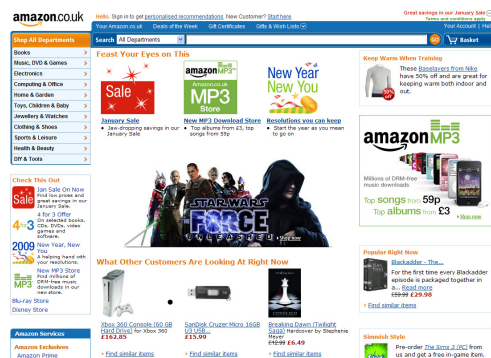 amazon.co.uk
Hello. Sign in to get personalised recommendations. New Customer? Start here.
Great savings in our January Sale
Terms and conditions apply
Your Amazon.co.uk Deals of the Week Gift Certificates Gifts & Wish Lists
Your Account | Hel
Shop All Departments
Search All Departments GO Basket
Books
Music, DVD & Games
Electronics
Computing & Office
Home & Garden
Toys, Children & Baby
Jewellery & Watches
Clothing & Shoes
Sports & Leisure
Health & Beauty
DIY & Tools
Check This Out
Sale
Jan Sale On Now
Find low prices and
great savings in our
January Sale.
4 for 3
4 for 3 Offer
On selected books,
CDs, DVDs, video
games and
software.
2009
New Year, New
You
A helping hand with
your resolutions.
MP3
New MP3 Store
Find millions of
DRM-free music
downloads in our
new store.
Blu-ray Store
Disney Store
Amazon Services
Amazon Exclusives
Amazon Prime
Feast Your Eyes on This
Sale
January Sale
Jaw-dropping savings in our
January Sale
amazonMP3
Amazon.co.uk
MP3
Store
New MP3 Download Store
Top albums from £3, top
songs from 59p
New Year
New You
Resolutions you can keep
Start the year as you mean
to go on
STAR WARS
THE FORCE
UNLEASHED
Shop now
What Other Customers Are Looking At Right Now
Xbox 360 Console (60 GB
Hard Drive) for Xbox 360
£162.85
Find similar items
SanDisk Cruzer Micro 16GB
U3 USB...
£15.99
Find similar items
Breaking Dawn (Twilight
Saga) Hardcover by Stephenie
Meyer
£12.99 £6.49
Find similar items
Keep Warm When Training
50%
OFF
These Baselayers from Nike
have 50% off and are great for
keeping warm both indoor and
out.
amazonMP3
Millions of DRM-free
music downloads
Top songs from 59p
Top albums from £3
Shop now
Popular Right Now
Blackadder - The...
For the first time every Blackadder
episode is packaged together in
a... Read more
£59.99 £29.98
Find similar items
Simmish Style
Pre-order The Sims 3 (PC) from
us and get a free in-game item.